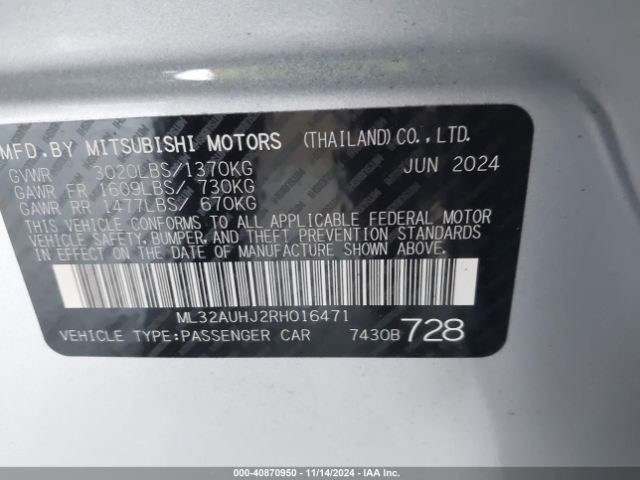 MFD. BY MITSUBISHI MOTORS (THAILAND) CO., LTD.
GVWR 3020LBS/1370KG JUN 2024
GAWR FR 1609LBS/ 730KG
GAWR RR 1477LBS/ 670KG
THIS VEHICLE CONFORMS TO ALL APPLICABLE FEDERAL MOTOR
VEHICLE SAFETY, BUMPER, AND THEFT PREVENTION STANDARDS
IN EFFECT ON THE DATE OF MANUFACTURE SHOWN ABOVE.
ML32AUHJ2RH016471
VEHICLE TYPE:PASSENGER CAR 7430B 728
000-40870950 - 11/14/2024 - IAAI.com